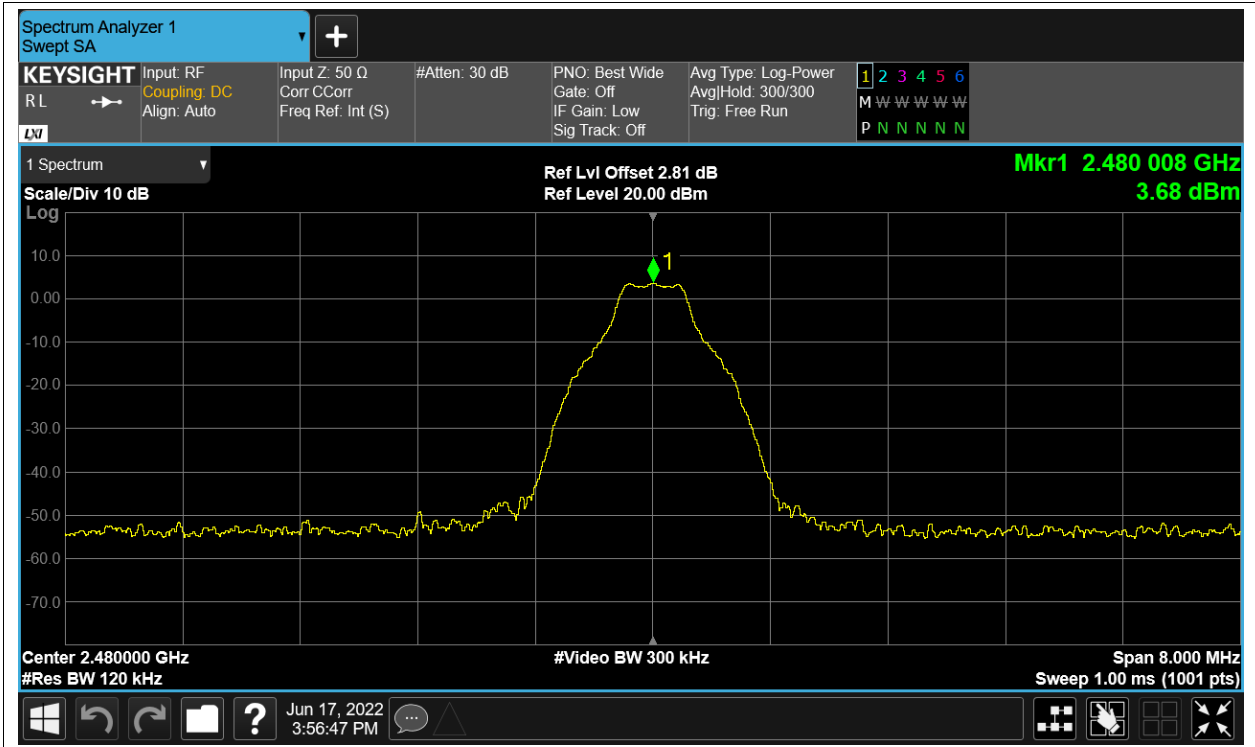 Spectrum Analyzer 1
Swept SA
KEYSIGHT
R L
LXI
Input: RF
Coupling: DC
Align: Auto
Input Z: 50 Ω
Corr CCorr
Freq Ref: Int (S)
#Atten: 30 dB
PNO: Best Wide
Gate: Off
IF Gain: Low
Sig Track: Off
Avg Type: Log-Power
Avg|Hold: 300/300
Trig: Free Run
1 2 3 4 5 6
M W W W W W
P N N N N N
1 Spectrum
Scale/Div 10 dB
Log
Ref Lvl Offset 2.81 dB
Ref Level 20.00 dBm
Mkr1 2.480 008 GHz
3.68 dBm
1
10.0
0.00
-10.0
-20.0
-30.0
-40.0
-50.0
-60.0
-70.0
Center 2.480000 GHz
#Res BW 120 kHz
#Video BW 300 kHz
Span 8.000 MHz
Sweep 1.00 ms (1001 pts)
?
Jun 17, 2022
3:56:47 PM